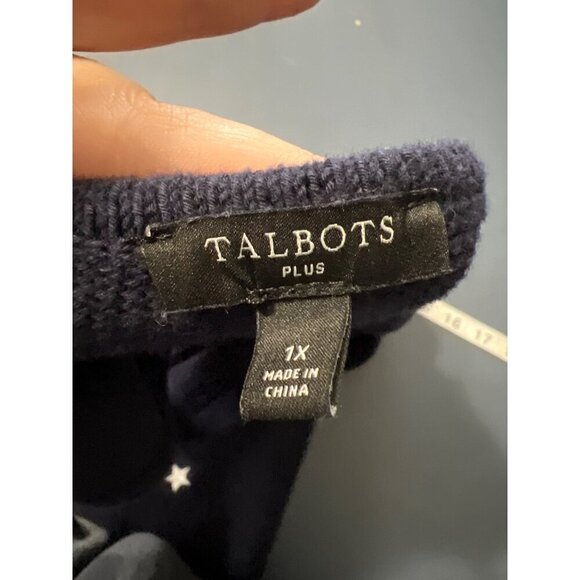 TALBOTS
PLUS
1X
MADE IN
CHINA
16 17